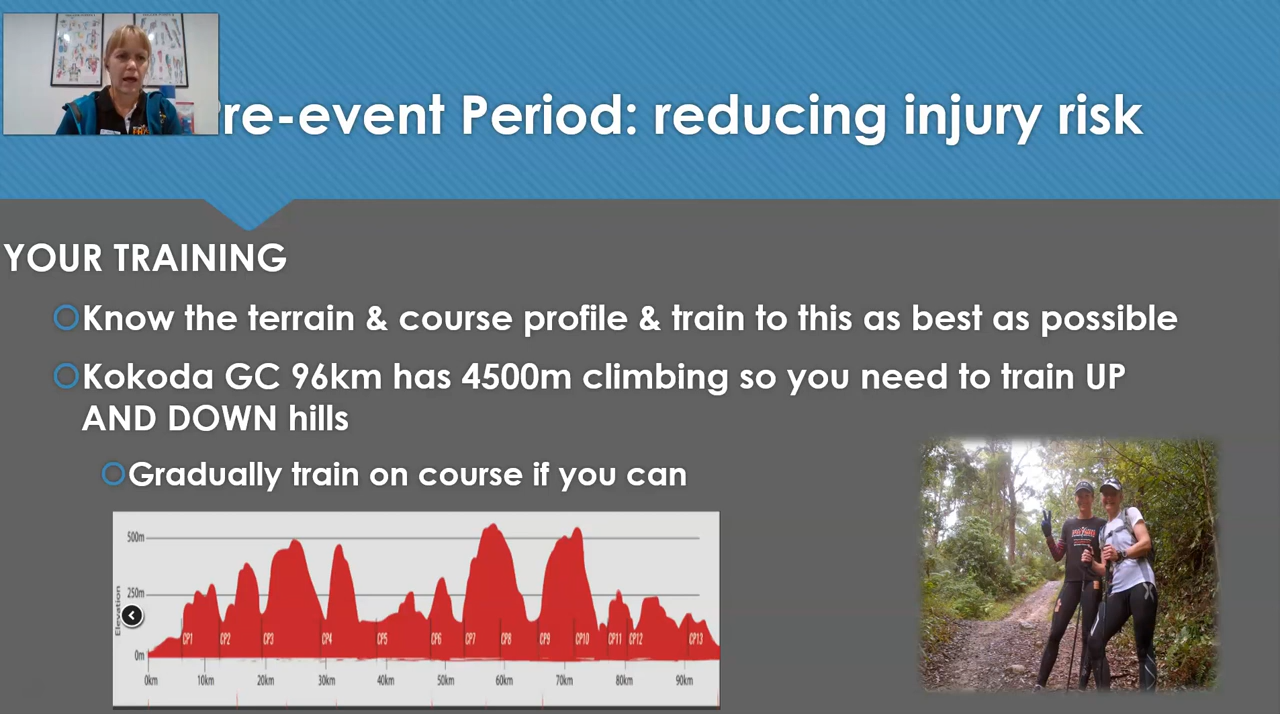 re-event Period: reducing injury risk
YOUR TRAINING
Know the terrain & course profile & train to this as best as possible
Kokoda GC 96km has 4500m climbing so you need to train UP
AND DOWN hills
Gradually train on course if you can
500m
250m
0m
Elevation
CP1 CP2 CP3 CP4 CP5 CP6 CP7 CP8 CP9 CP10 CP11 CP12 CP13
0km 10km 20km 30km 40km 50km 60km 70km 80km 90km